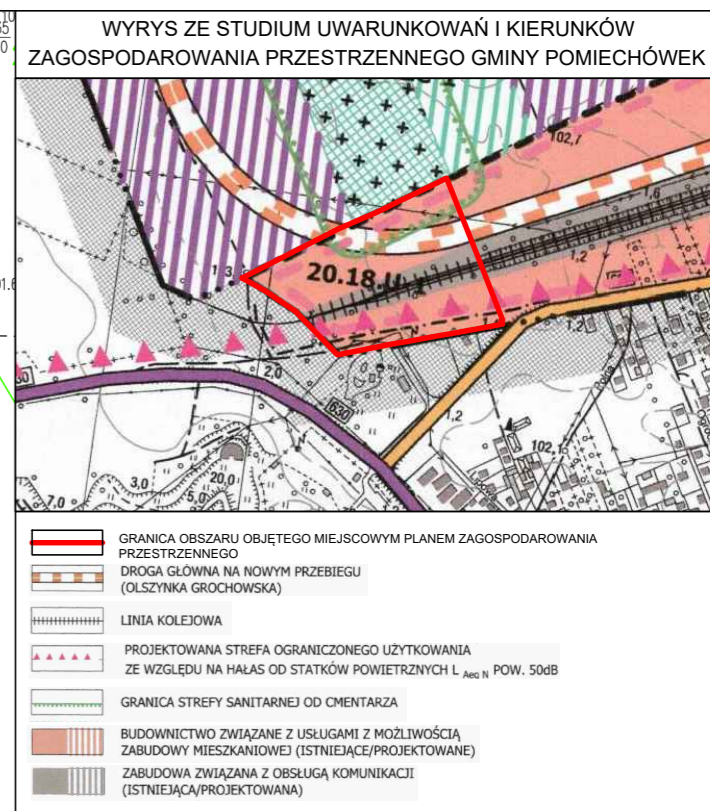 WYRYS ZE STUDIUM UWARUNKOWAŃ I KIERUNKÓW
ZAGOSPODAROWANIA PRZESTRZENNEGO GMINY POMIECHÓWEK
102,7
1,6
1,3
20.18.U
1,2
1,2
2,0
630
1,2
102,1
3,0
20,0
7,0
5,0
GRANICA OBSZARU OBJĘTEGO MIEJSCOWYM PLANEM ZAGOSPODAROWANIA
PRZESTRZENNEGO
DROGA GŁÓWNA NA NOWYM PRZEBIEGU
(OLSZYNKA GROCHOWSKA)
LINIA KOLEJOWA
PROJEKTOWANA STREFA OGRANICZONEGO UŻYTKOWANIA
ZE WZGLĘDU NA HAŁAS OD STATKÓW POWIETRZNYCH L Aeq N POW. 50dB
GRANICA STREFY SANITARNEJ OD CMENTARZA
BUDOWNICTWO ZWIĄZANE Z USŁUGAMI Z MOŻLIWOŚCIĄ
ZABUDOWY MIESZKANIOWEJ (ISTNIEJĄCE/PROJEKTOWANE)
ZABUDOWA ZWIĄZANA Z OBSŁUGĄ KOMUNIKACJI
(ISTNIEJĄCA/PROJEKTOWANA)